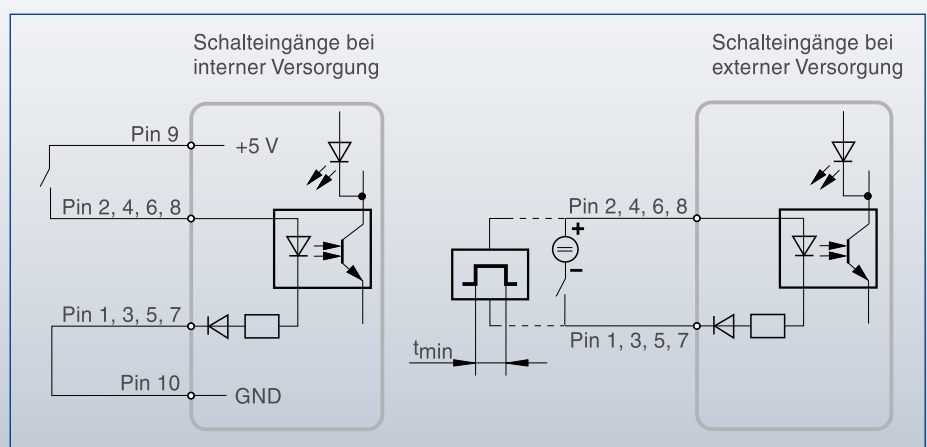 Schalteingänge bei
interner Versorgung
Pin 9
+5 V
Pin 2, 4, 6, 8
Pin 1, 3, 5, 7
Pin 10
GND
Schalteingänge bei
externer Versorgung
Pin 2, 4, 6, 8
+
−
Pin 1, 3, 5, 7
tmin